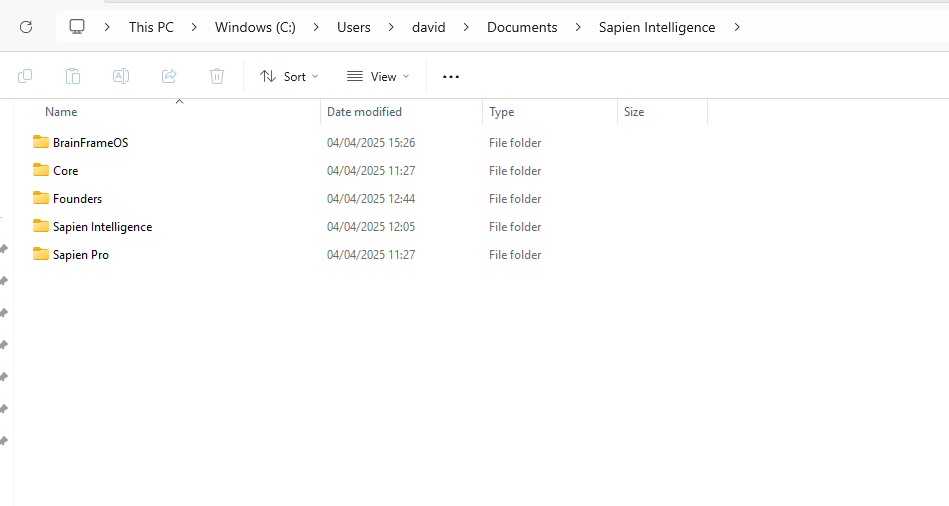 This PC > Windows (C:) > Users > david > Documents > Sapien Intelligence >
Sort View
Name Date modified Type Size
BrainFrameOS 04/04/2025 15:26 File folder
Core 04/04/2025 11:27 File folder
Founders 04/04/2025 12:44 File folder
Sapien Intelligence 04/04/2025 12:05 File folder
Sapien Pro 04/04/2025 11:27 File folder